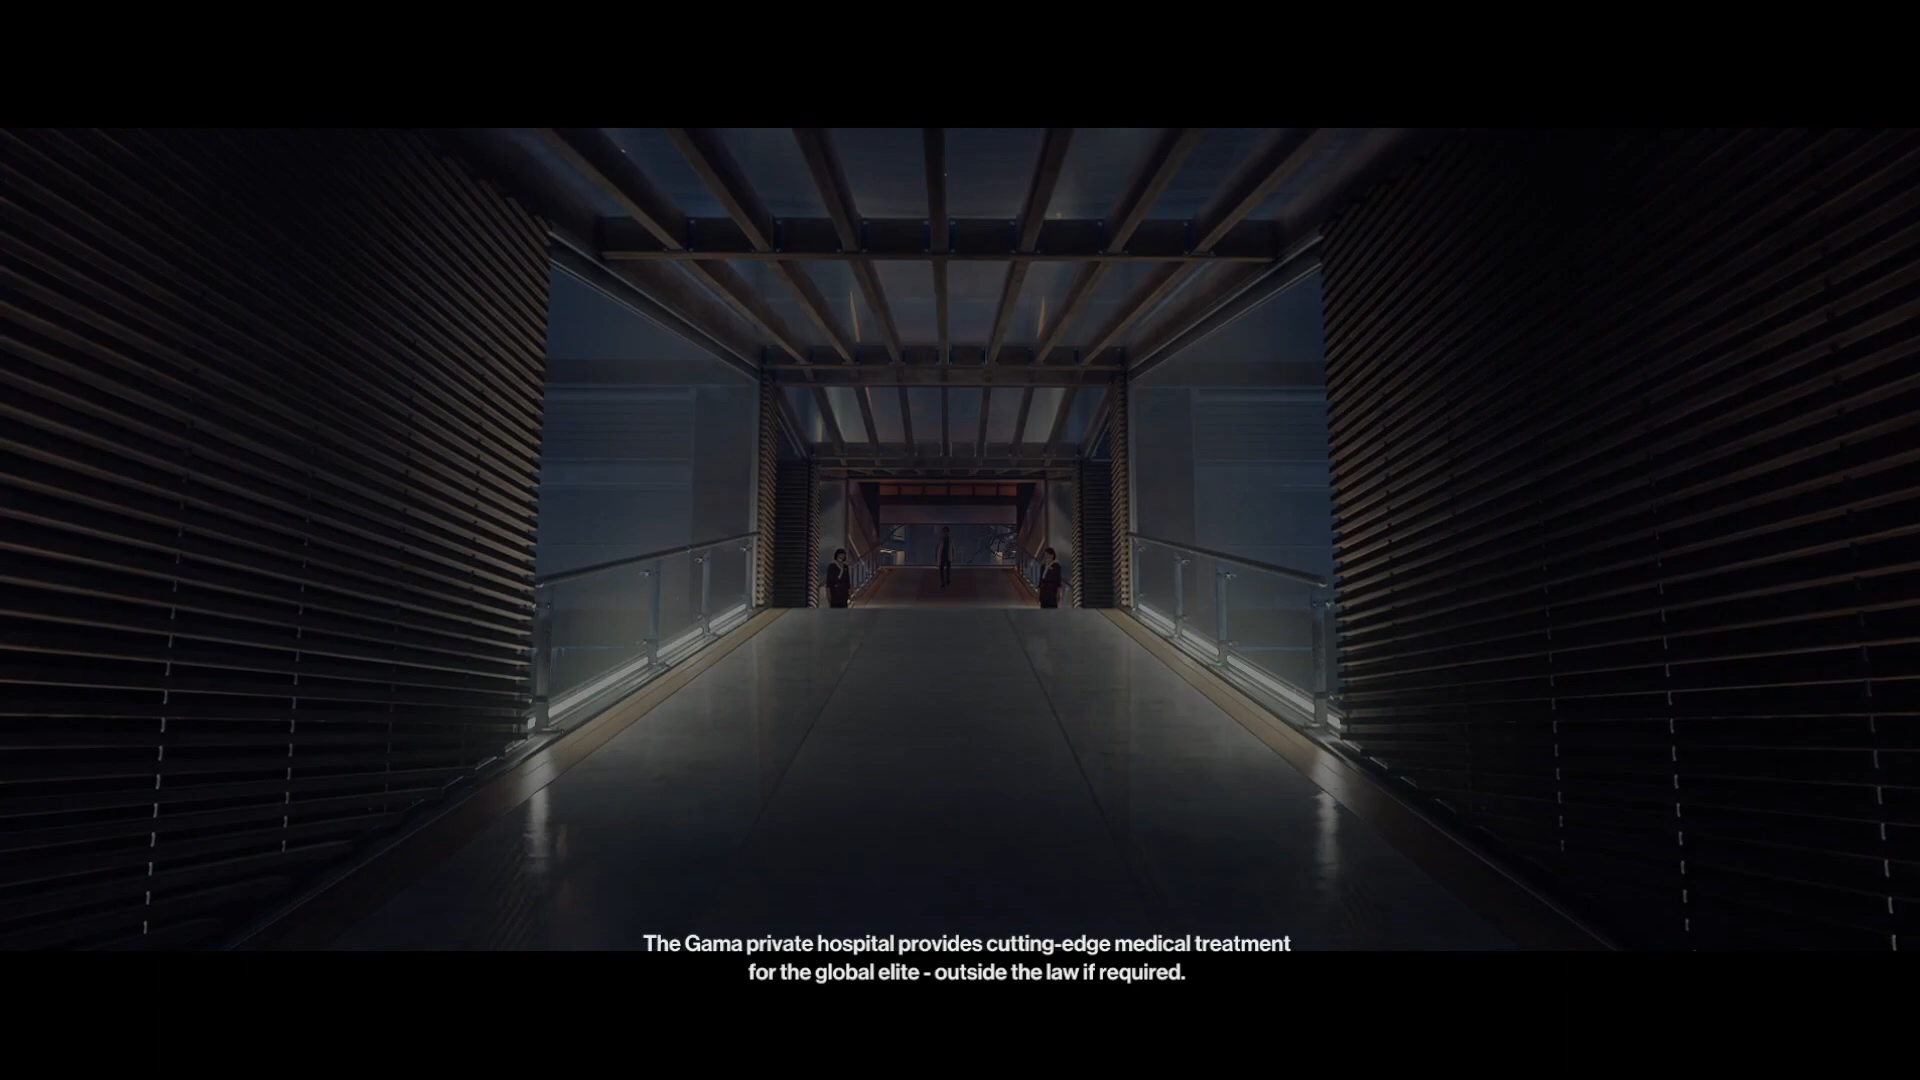 The Gama private hospital provides cutting-edge medical treatment
for the global elite - outside the law if required.